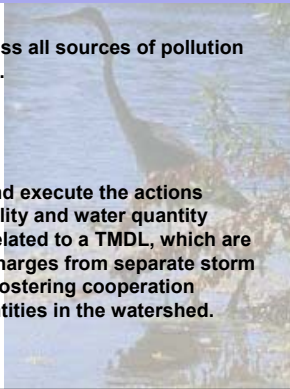 ss all sources of pollution
.
nd execute the actions
lity and water quantity
elated to a TMDL, which are
harges from separate storm
ostering cooperation
tities in the watershed.